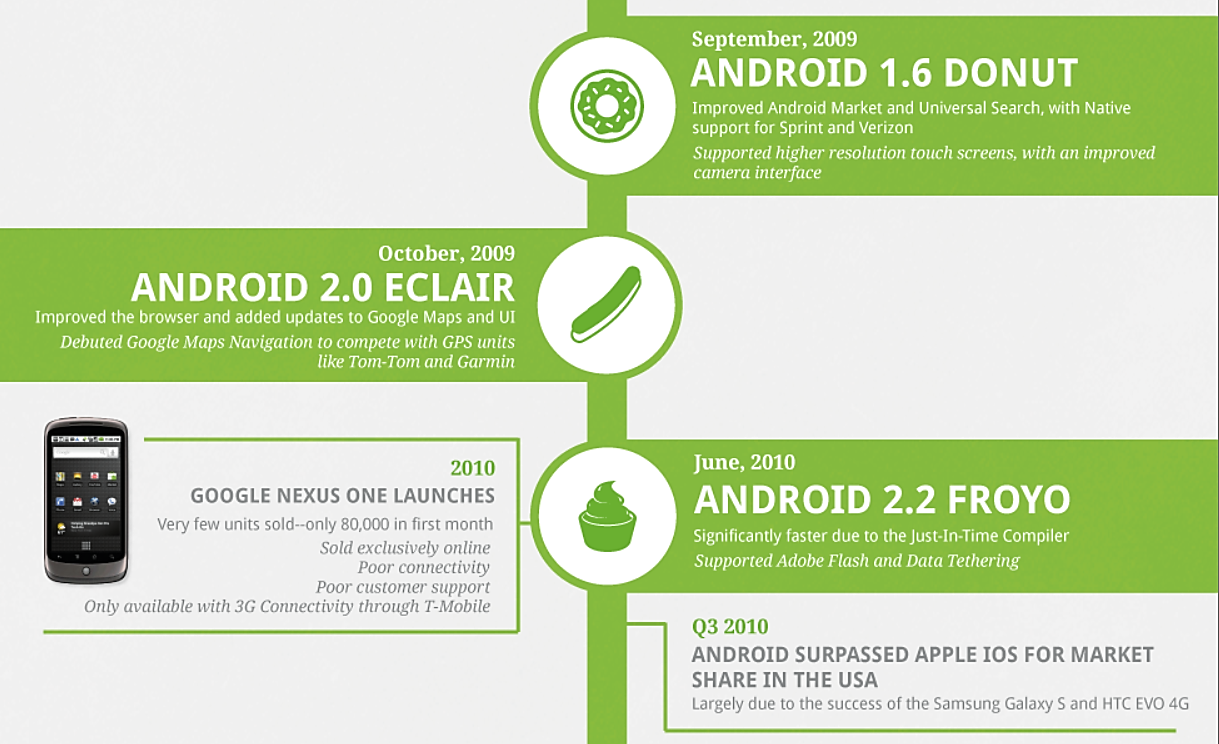 September, 2009
ANDROID 1.6 DONUT
Improved Android Market and Universal Search, with Native
support for Sprint and Verizon
Supported higher resolution touch screens, with an improved
camera interface
October, 2009
ANDROID 2.0 ECLAIR
Improved the browser and added updates to Google Maps and UI
Debuted Google Maps Navigation to compete with GPS units
like Tom-Tom and Garmin
2010
GOOGLE NEXUS ONE LAUNCHES
Very few units sold--only 80,000 in first month
Sold exclusively online
Poor connectivity
Poor customer support
Only available with 3G Connectivity through T-Mobile
June, 2010
ANDROID 2.2 FROYO
Significantly faster due to the Just-In-Time Compiler
Supported Adobe Flash and Data Tethering
Q3 2010
ANDROID SURPASSED APPLE IOS FOR MARKET
SHARE IN THE USA
Largely due to the success of the Samsung Galaxy S and HTC EVO 4G